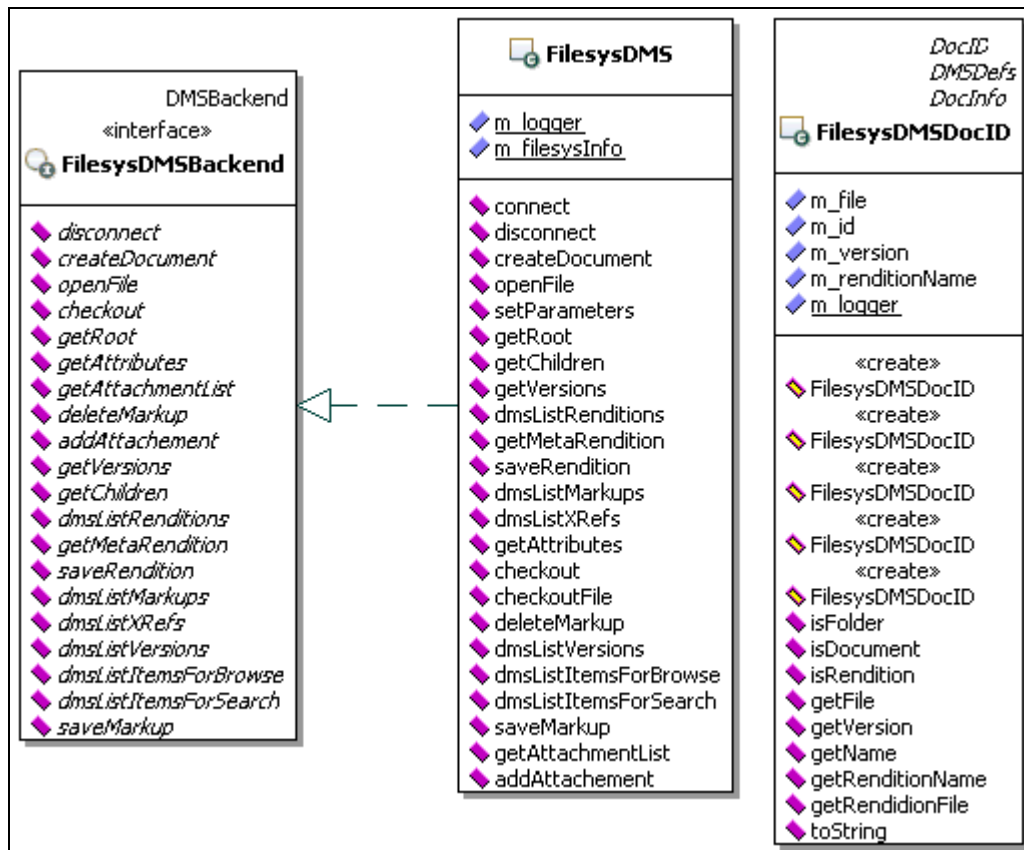 DMSBackend
«interface»
FilesysDMSBackend
disconnect
createDocument
openFile
checkout
getRoot
getAttributes
getAttachmentList
deleteMarkup
addAttachement
getVersions
getChildren
dmsListRenditions
getMetaRendition
saveRendition
dmsListMarkups
dmsListXRefs
dmsListVersions
dmsListItemsForBrowse
dmsListItemsForSearch
saveMarkup
FilesysDMS
m_logger
m_filesysInfo
connect
disconnect
createDocument
openFile
setParameters
getRoot
getChildren
getVersions
dmsListRenditions
getMetaRendition
saveRendition
dmsListMarkups
dmsListXRefs
getAttributes
checkout
checkoutFile
deleteMarkup
dmsListVersions
dmsListItemsForBrowse
dmsListItemsForSearch
saveMarkup
getAttachmentList
addAttachement
DocID
DMSDefs
DocInfo
FilesysDMSDocID
m_file
m_id
m_version
m_renditionName
m_logger
«create»
FilesysDMSDocID
«create»
FilesysDMSDocID
«create»
FilesysDMSDocID
«create»
FilesysDMSDocID
«create»
FilesysDMSDocID
isFolder
isDocument
isRendition
getFile
getVersion
getName
getRenditionName
getRendidionFile
toString